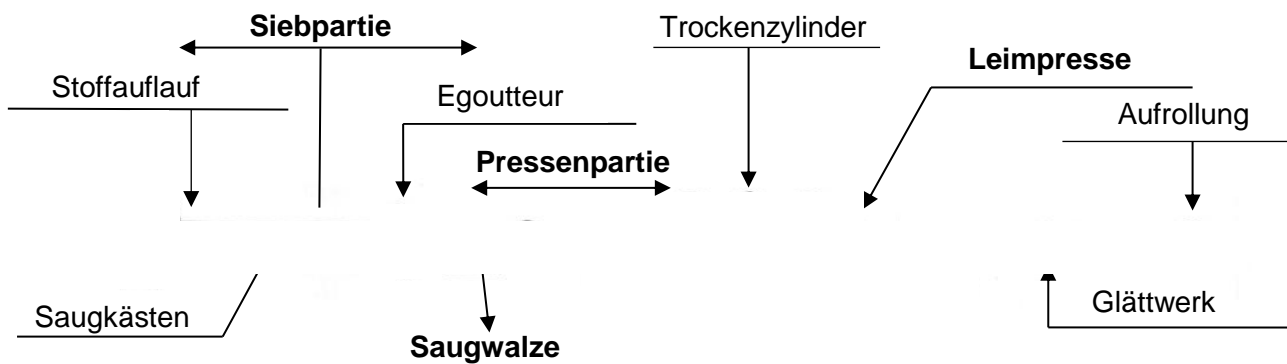 Siebpartie
Trockenzylinder
Leimpresse
Stoffauflauf
Egoutteur
Aufrollung
Pressenpartie
Saugkästen
Glättwerk
Saugwalze